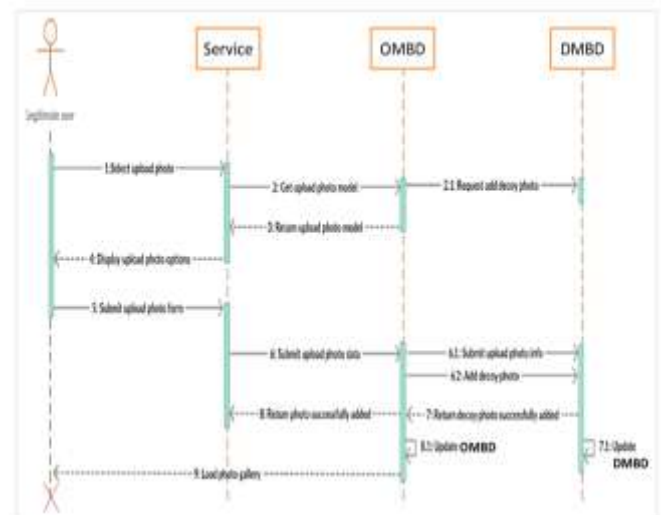 Service
OMBD
DMBD
Legitimate user
1:Select upload photo
2: Get upload photo model
2.1: Request add decoy photo
3: Return upload photo model
4: Display upload photo options
5: Submit upload photo form
6: Submit upload photo data
6.1: Submit upload photo info
6.2: Add decoy photo
8: Return photo successfully added
7: Return decoy photo successfully added
8.1: Update OMBD
7.1: Update
DMBD
9: Load photo gallery